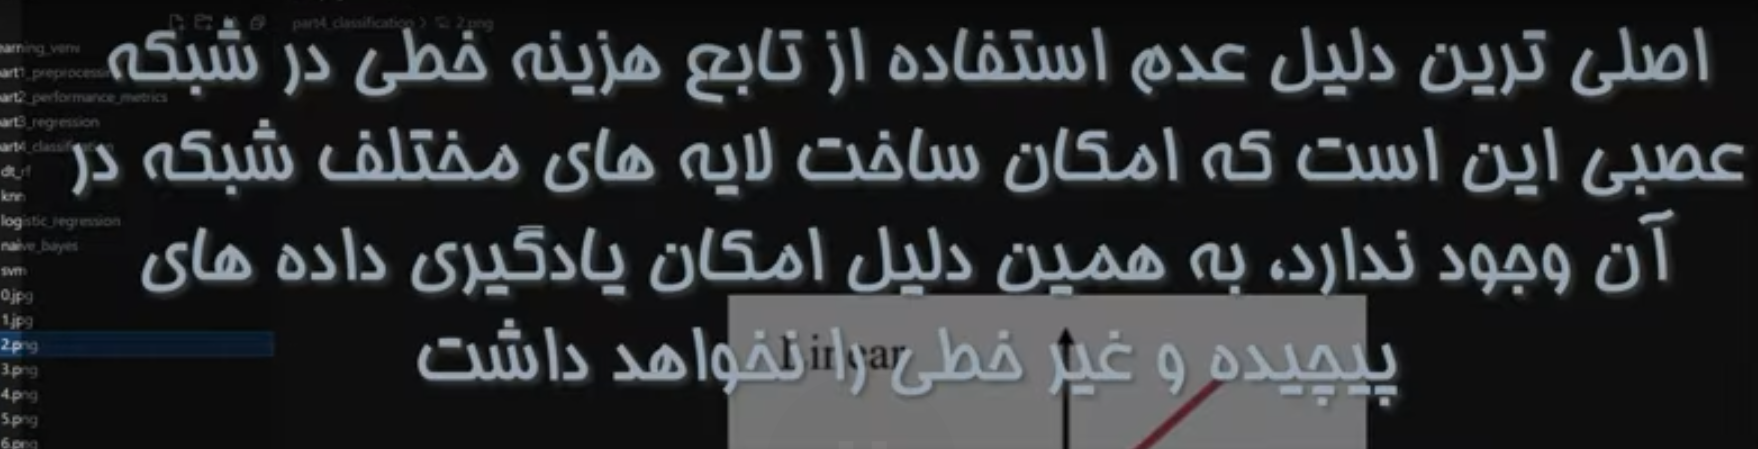 part4_classification > 2.png
earning_venv
art1_preprocessin
art2_performance_metrics
art3_regression
art4_classification
dt_rf
knn
logistic_regression
naive_bayes
svm
0.jpg
1.jpg
2.png
3.png
4.png
5.png
6.png
اصلی ترین دلیل عدم استفاده از تابع هزینه خطی در شبکه
عصبی این است که امکان ساخت لایه های مختلف شبکه در
آن وجود ندارد، به همین دلیل امکان یادگیری داده های
پیچیده و غیر خطی را نخواهد داشت
Linear